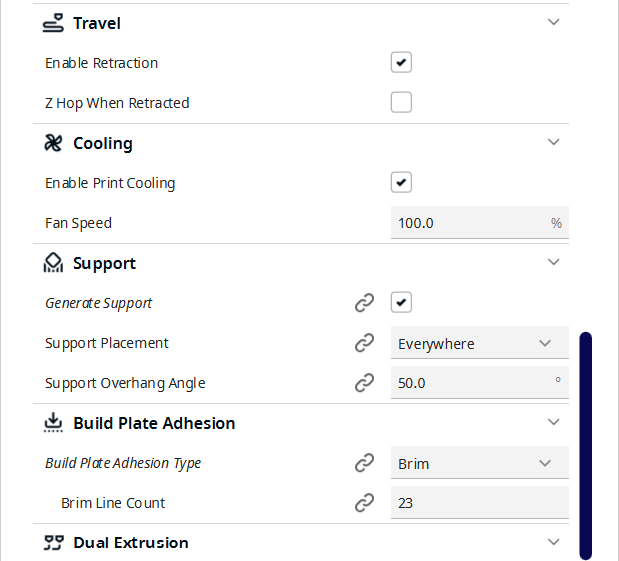 Travel
Enable Retraction
Z Hop When Retracted
Cooling
Enable Print Cooling
Fan Speed 100.0 %
Support
Generate Support
Support Placement Everywhere
Support Overhang Angle 50.0 °
Build Plate Adhesion
Build Plate Adhesion Type Brim
Brim Line Count 23
Dual Extrusion